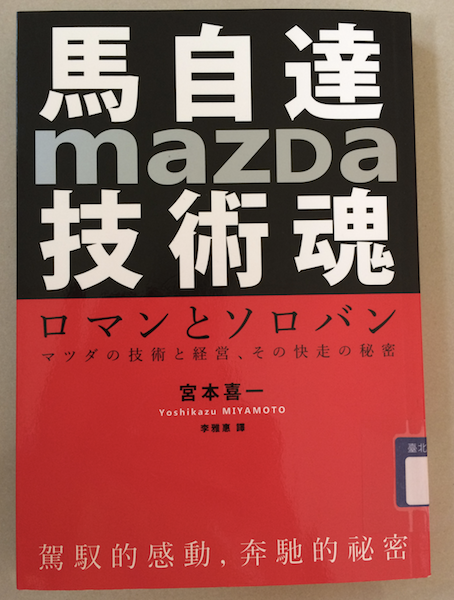 馬自達
mazDa
技術魂
ロマンとソロバン
マツダの技術と経営、その快走の秘密
宮本喜一
Yoshikazu MIYAMOTO
李雅惠 譯
臺北
駕馭的感動,奔馳的祕密